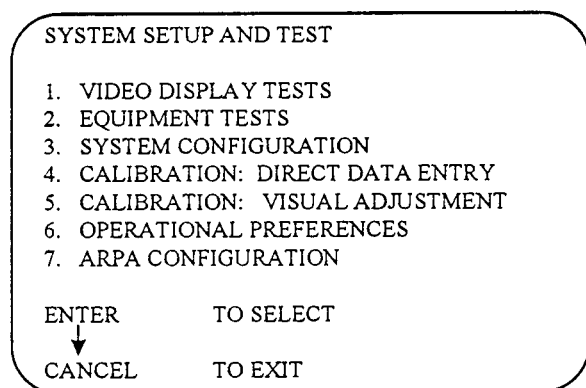 SYSTEM SETUP AND TEST
1. VIDEO DISPLAY TESTS
2. EQUIPMENT TESTS
3. SYSTEM CONFIGURATION
4. CALIBRATION: DIRECT DATA ENTRY
5. CALIBRATION: VISUAL ADJUSTMENT
6. OPERATIONAL PREFERENCES
7. ARPA CONFIGURATION
ENTER TO SELECT
CANCEL TO EXIT